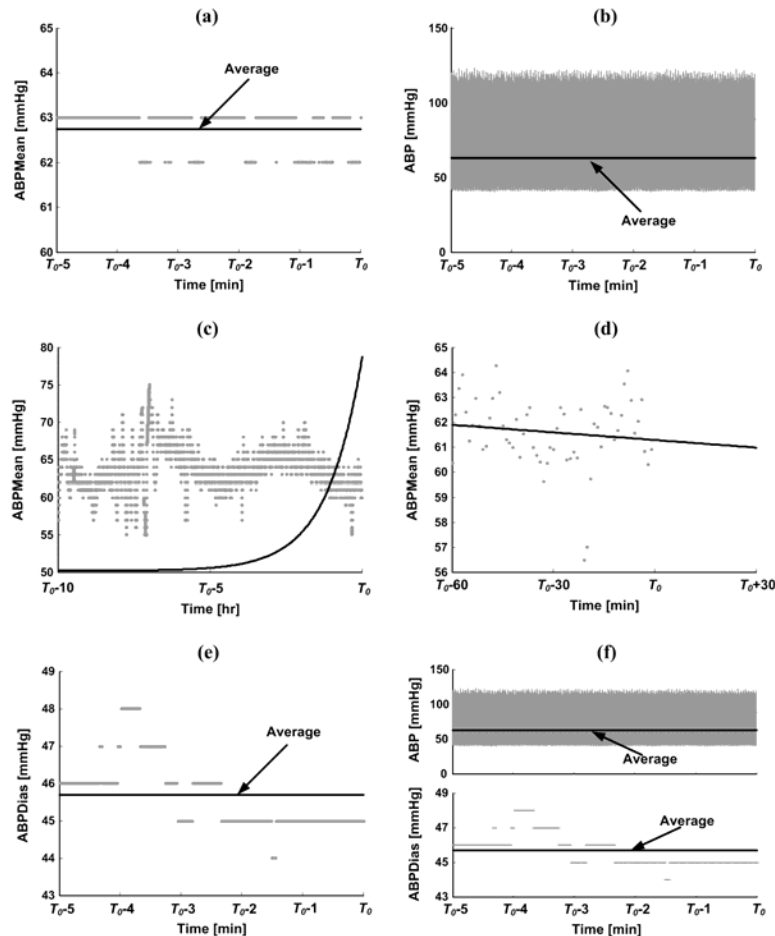 (a)
ABPMean [mmHg]
65
64
63
62
61
60
Average
T₀-5 T₀-4 T₀-3 T₀-2 T₀-1 T₀
Time [min]
(b)
ABP [mmHg]
150
100
50
0
Average
T₀-5 T₀-4 T₀-3 T₀-2 T₀-1 T₀
Time [min]
(c)
ABPMean [mmHg]
80
75
70
65
60
55
50
T₀-10 T₀-5 T₀
Time [hr]
(d)
ABPMean [mmHg]
65
64
63
62
61
60
59
58
57
56
T₀-60 T₀-30 T₀ T₀+30
Time [min]
(e)
ABPDias [mmHg]
49
48
47
46
45
44
43
Average
T₀-5 T₀-4 T₀-3 T₀-2 T₀-1 T₀
Time [min]
(f)
ABP [mmHg]
150
100
50
0
Average
ABPDias [mmHg]
49
47
45
43
Average
T₀-5 T₀-4 T₀-3 T₀-2 T₀-1 T₀
Time [min]